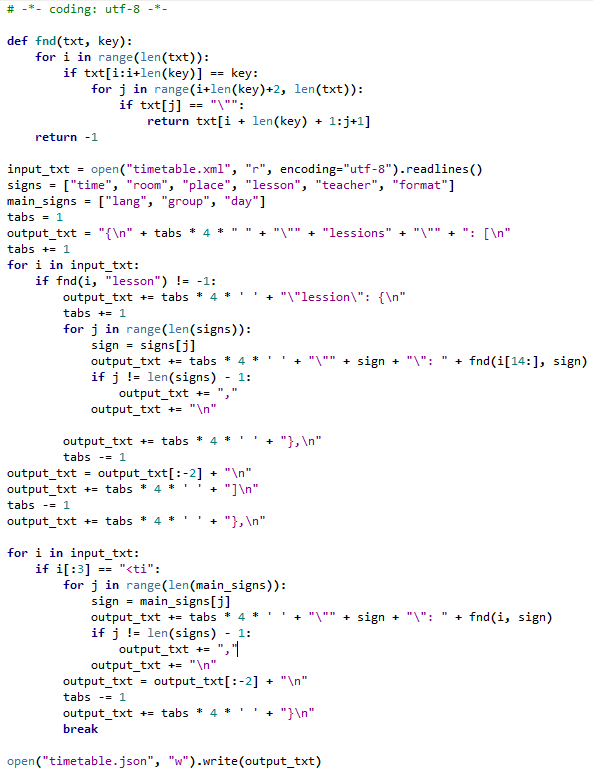 # -*- coding: utf-8 -*-

def fnd(txt, key):
    for i in range(len(txt)):
        if txt[i:i+len(key)] == key:
            for j in range(i+len(key)+2, len(txt)):
                if txt[j] == "\"":
                    return txt[i + len(key) + 1:j+1]
    return -1

input_txt = open("timetable.xml", "r", encoding="utf-8").readlines()
signs = ["time", "room", "place", "lesson", "teacher", "format"]
main_signs = ["lang", "group", "day"]
tabs = 1
output_txt = "{\n" + tabs * 4 * " " + "\"" + "lessions" + "\"" + ": [\n"
tabs += 1
for i in input_txt:
    if fnd(i, "lesson") != -1:
        output_txt += tabs * 4 * ' ' + "\"lession\": {\n"
        tabs += 1
        for j in range(len(signs)):
            sign = signs[j]
            output_txt += tabs * 4 * ' ' + "\"" + sign + "\": " + fnd(i[14:], sign)
            if j != len(signs) - 1:
                output_txt += ","
            output_txt += "\n"

        output_txt += tabs * 4 * ' ' + "},\n"
        tabs -= 1
output_txt = output_txt[:-2] + "\n"
output_txt += tabs * 4 * ' ' + "]\n"
tabs -= 1
output_txt += tabs * 4 * ' ' + "},\n"

for i in input_txt:
    if i[:3] == "<ti":
        for j in range(len(main_signs)):
            sign = main_signs[j]
            output_txt += tabs * 4 * ' ' + "\"" + sign + "\": " + fnd(i, sign)
            if j != len(signs) - 1:
                output_txt += ","
            output_txt += "\n"
        output_txt = output_txt[:-2] + "\n"
        tabs -= 1
        output_txt += tabs * 4 * ' ' + "}\n"
        break

open("timetable.json", "w").write(output_txt)